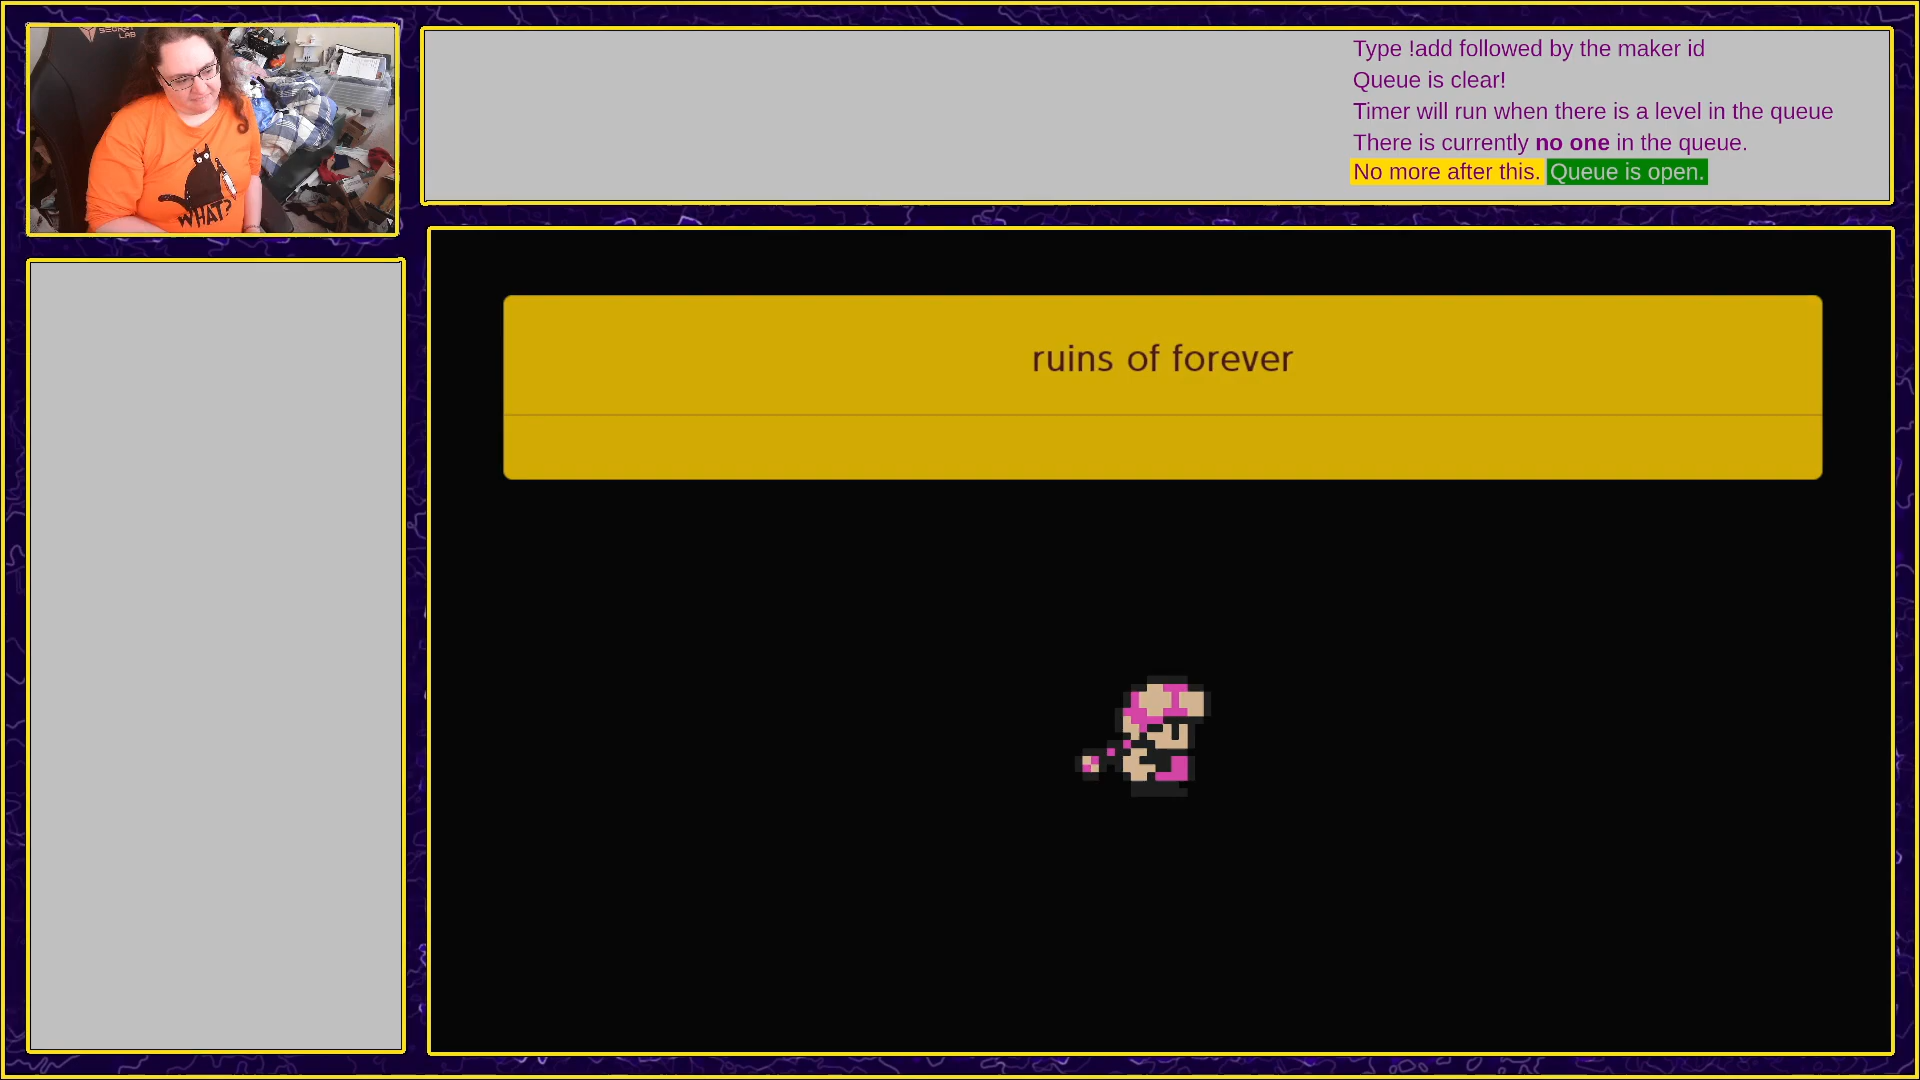 SECRET
LAB
WHAT?
Type !add followed by the maker id
Queue is clear!
Timer will run when there is a level in the queue
There is currently no one in the queue.
No more after this. Queue is open.
ruins of forever